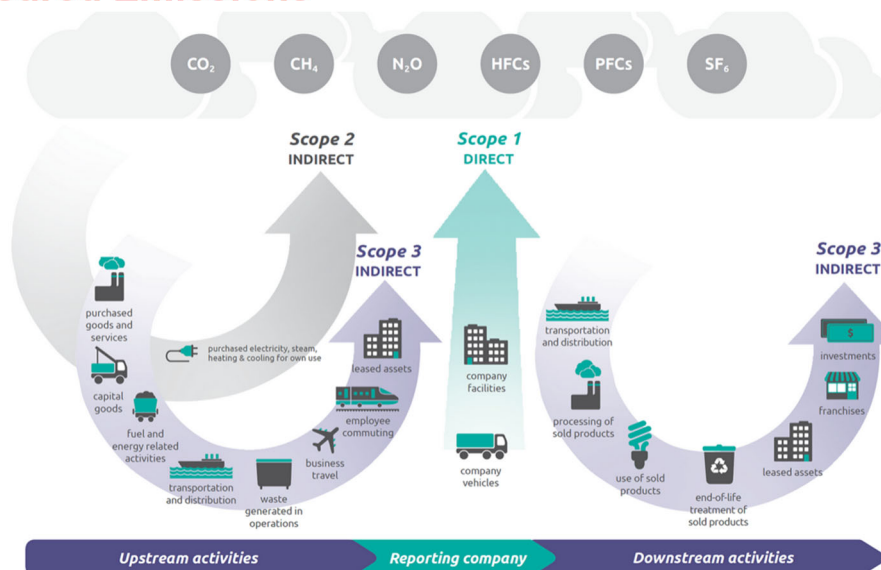 CO₂
CH₄
N₂O
HFCs
PFCs
SF₆
Scope 2
INDIRECT
Scope 1
DIRECT
Scope 3
INDIRECT
Scope 3
INDIRECT
purchased
goods and
services
capital
goods
fuel and
energy related
activities
transportation
and distribution
waste
generated in
operations
business
travel
employee
commuting
leased assets
purchased electricity, steam,
heating & cooling for own use
company
facilities
company
vehicles
transportation
and distribution
processing of
sold products
use of sold
products
end-of-life
treatment of
sold products
leased assets
franchises
$
investments
Upstream activities
Reporting company
Downstream activities